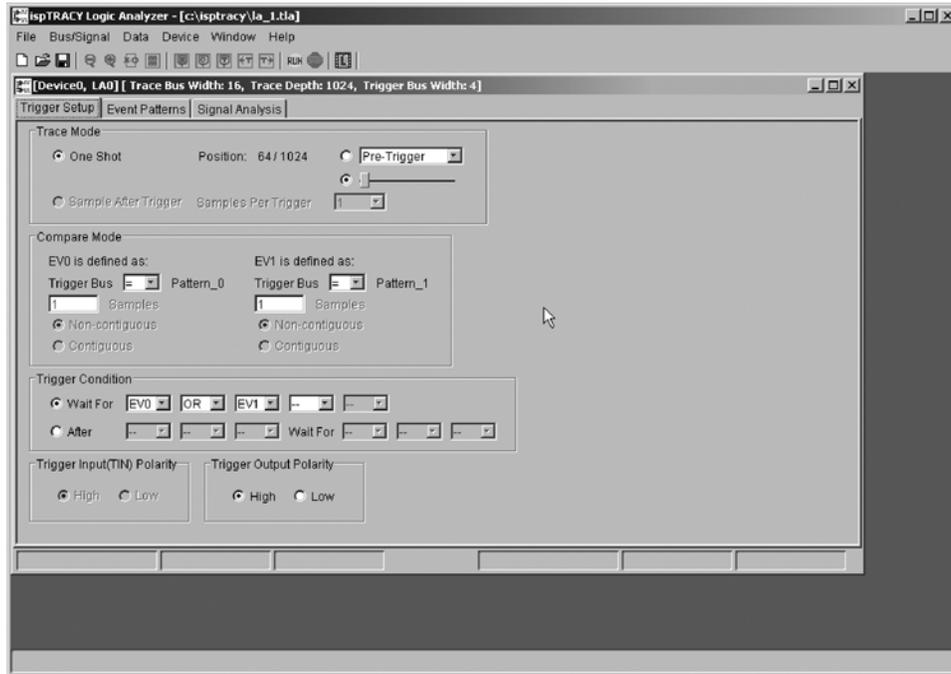 ispTRACY Logic Analyzer - [c:\isptracy\la_1.tla]
File Bus/Signal Data Device Window Help
RUN
[Device0, LA0] [ Trace Bus Width: 16, Trace Depth: 1024, Trigger Bus Width: 4]
Trigger Setup Event Patterns Signal Analysis
Trace Mode
One Shot Position: 64 / 1024 Pre-Trigger
Sample After Trigger Samples Per Trigger 1
Compare Mode
EV0 is defined as: EV1 is defined as:
Trigger Bus = Pattern_0 Trigger Bus = Pattern_1
1 Samples 1 Samples
Non-contiguous Non-contiguous
Contiguous Contiguous
Trigger Condition
Wait For EV0 OR EV1 -- --
After -- -- -- Wait For -- -- --
Trigger Input(TIN) Polarity Trigger Output Polarity
High Low High Low